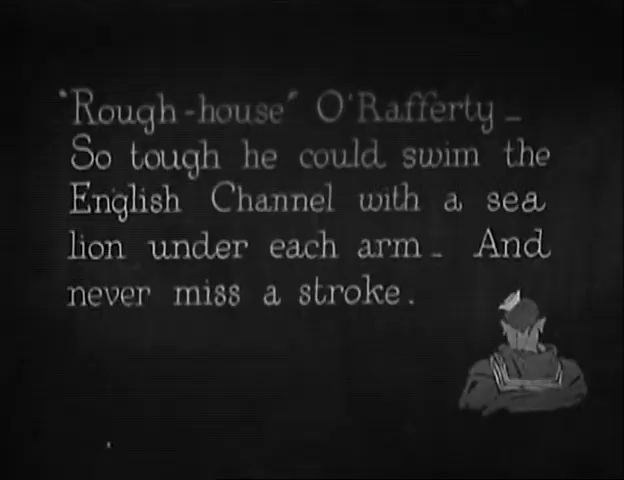 "Rough-house" O'Rafferty —
So tough he could swim the
English Channel with a sea
lion under each arm — And
never miss a stroke.